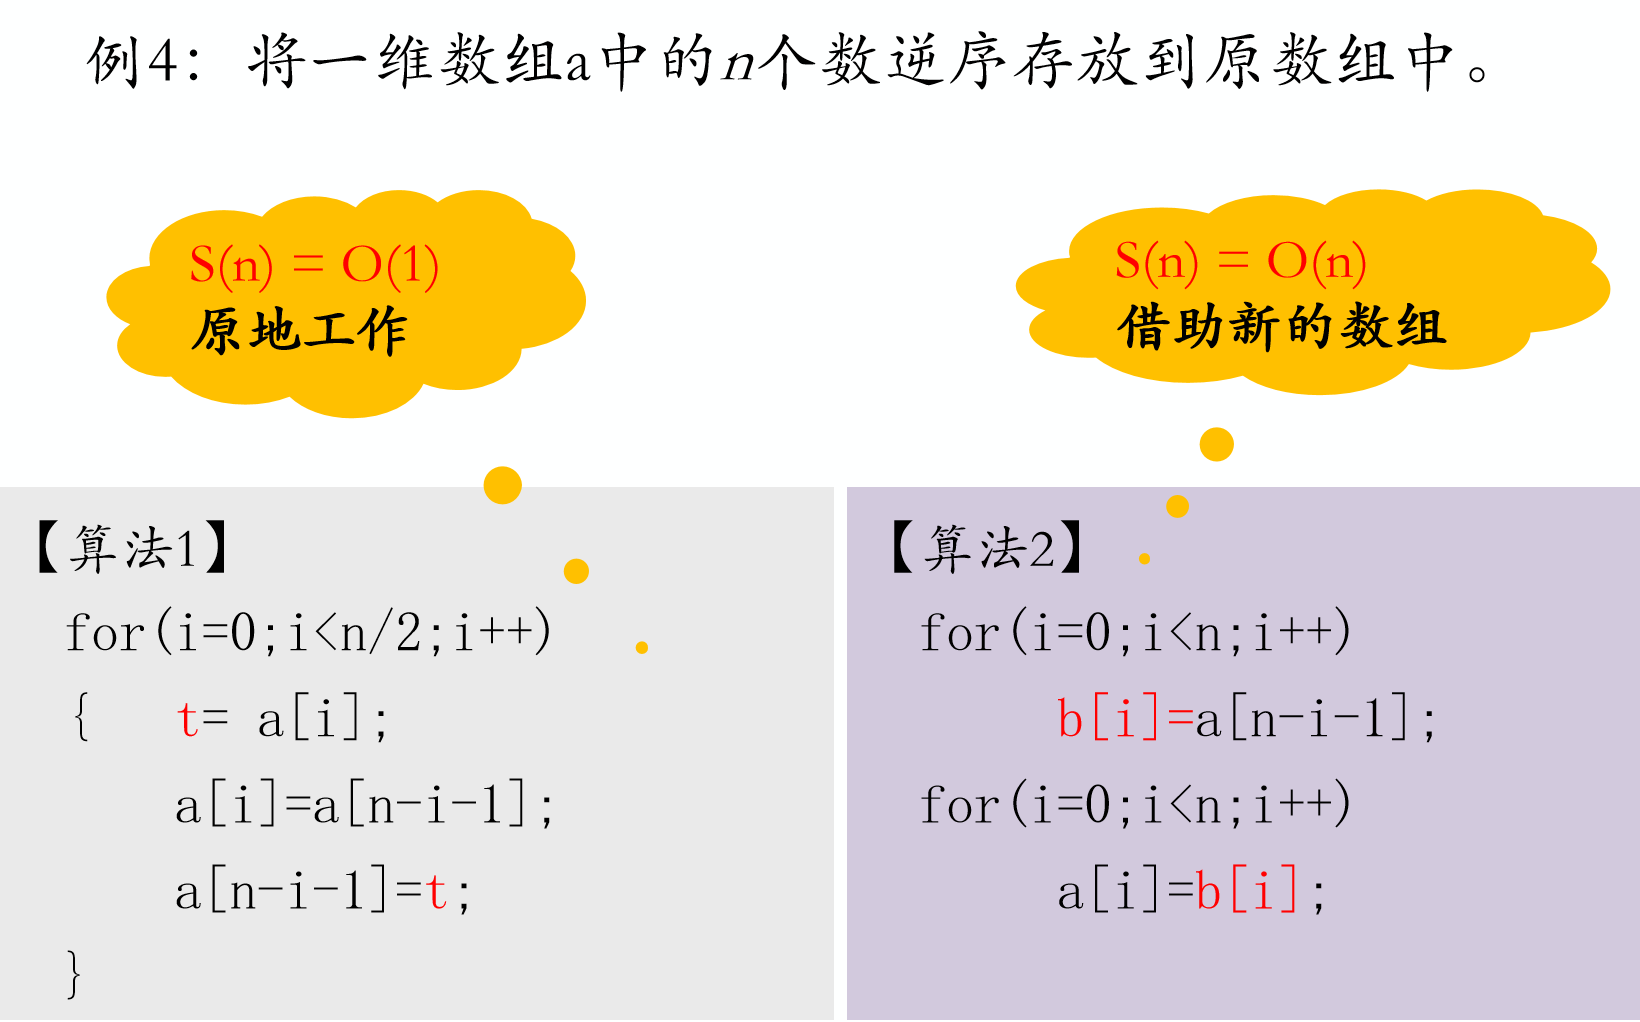 例4：将一维数组a中的n个数逆序存放到原数组中。
S(n) = O(1)
原地工作
S(n) = O(n)
借助新的数组
【算法1】
for(i=0;i<n/2;i++)
{ t= a[i];
a[i]=a[n-i-1];
a[n-i-1]=t;
}
【算法2】
for(i=0;i<n;i++)
b[i]=a[n-i-1];
for(i=0;i<n;i++)
a[i]=b[i];